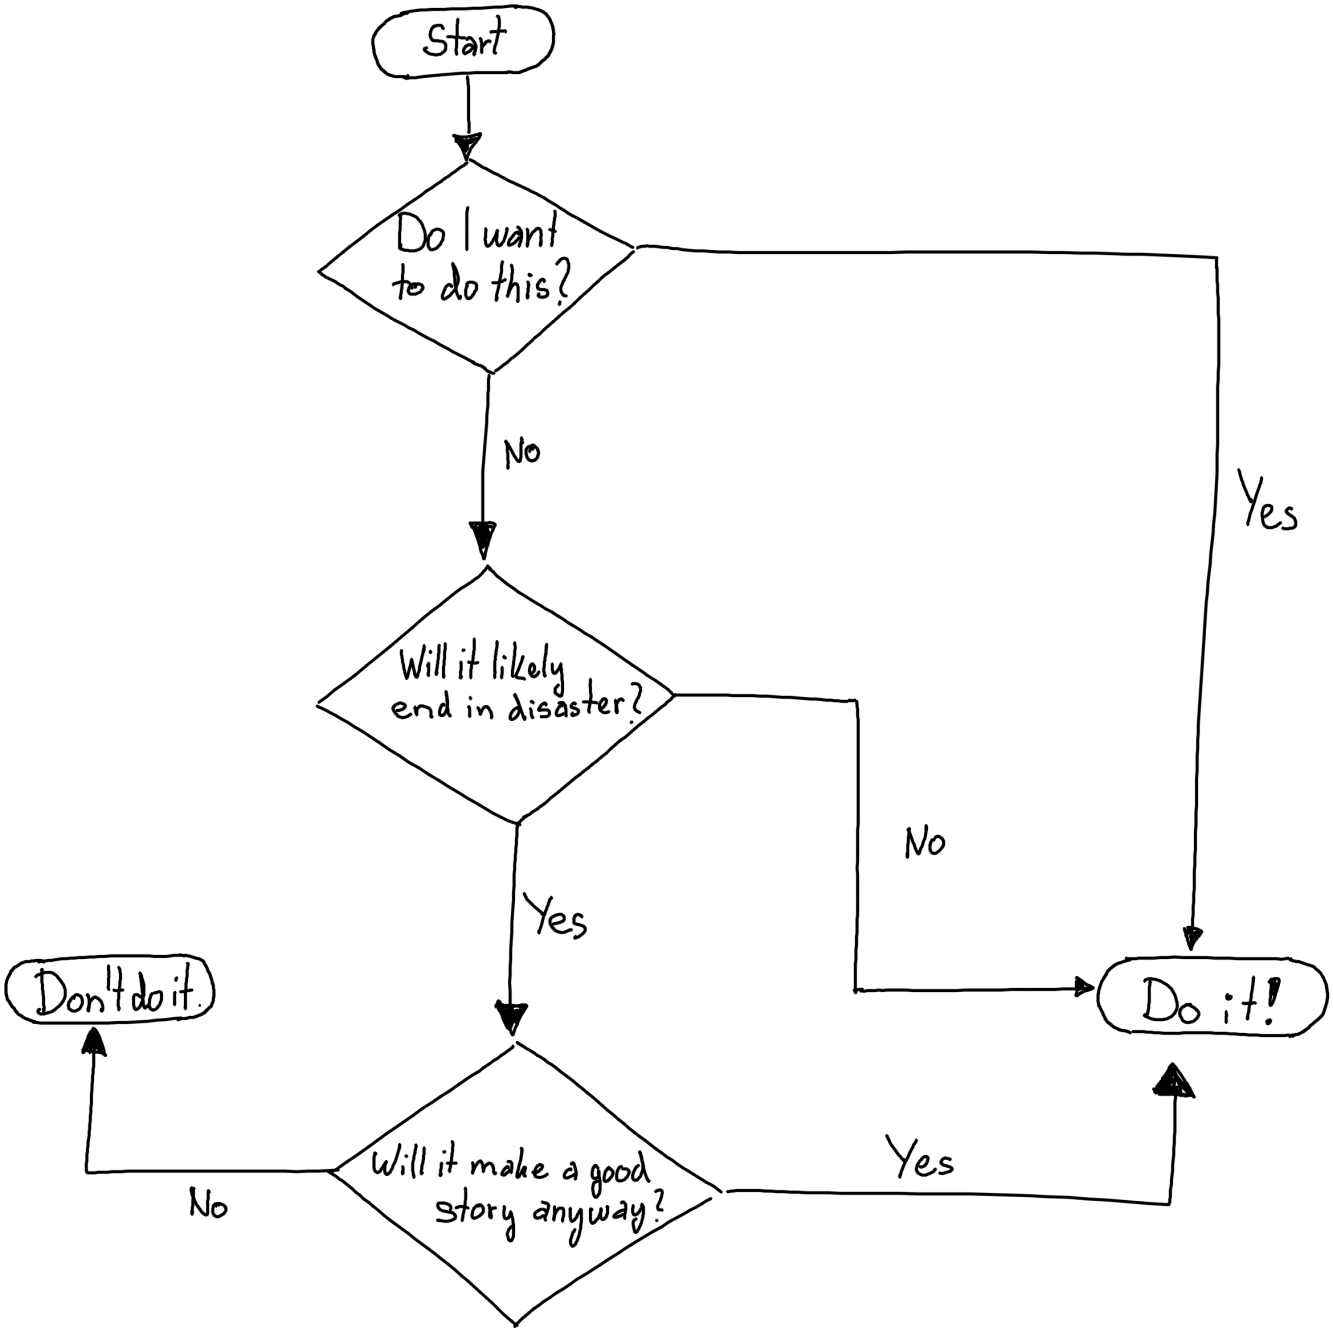 Start
Do I want
to do this?
No
Yes
Will it likely
end in disaster?
No
Yes
Don't do it.
Do it!
Will it make a good
story anyway?
Yes
No